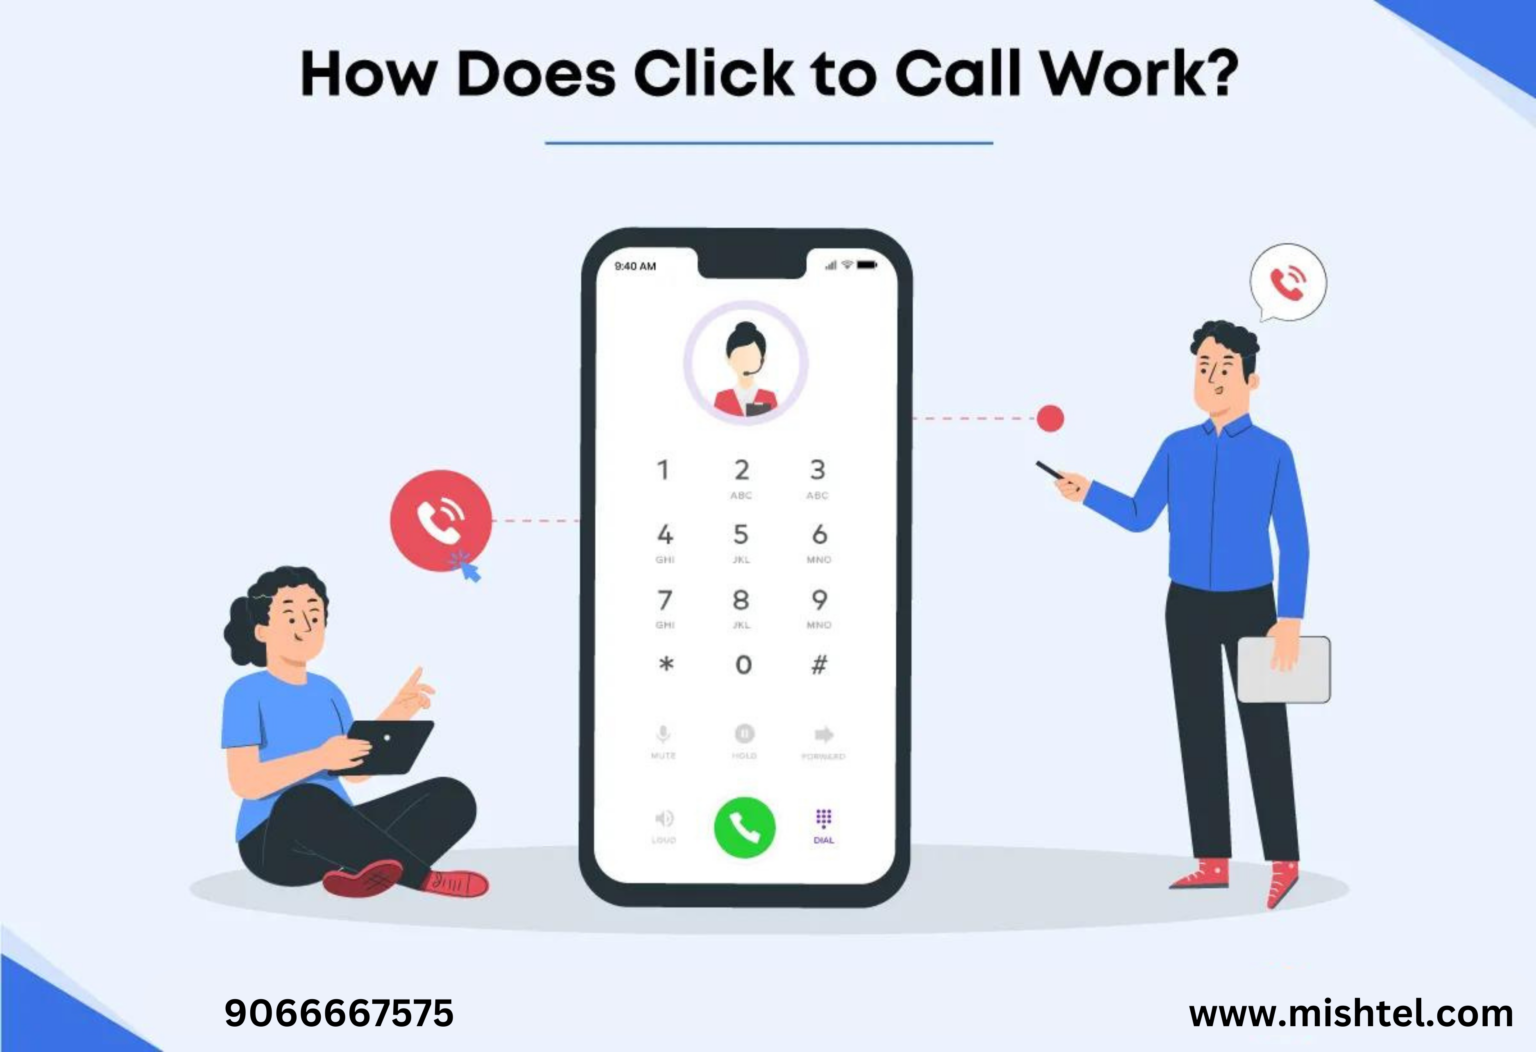 How Does Click to Call Work?
9:40 AM
1 2 3
ABC ABC
4 5 6
GHI JKL MNO
7 8 9
GHI JKL MNO
* 0 #
MUTE HOLD FORWARD
LOUD DIAL
9066667575 www.mishtel.com